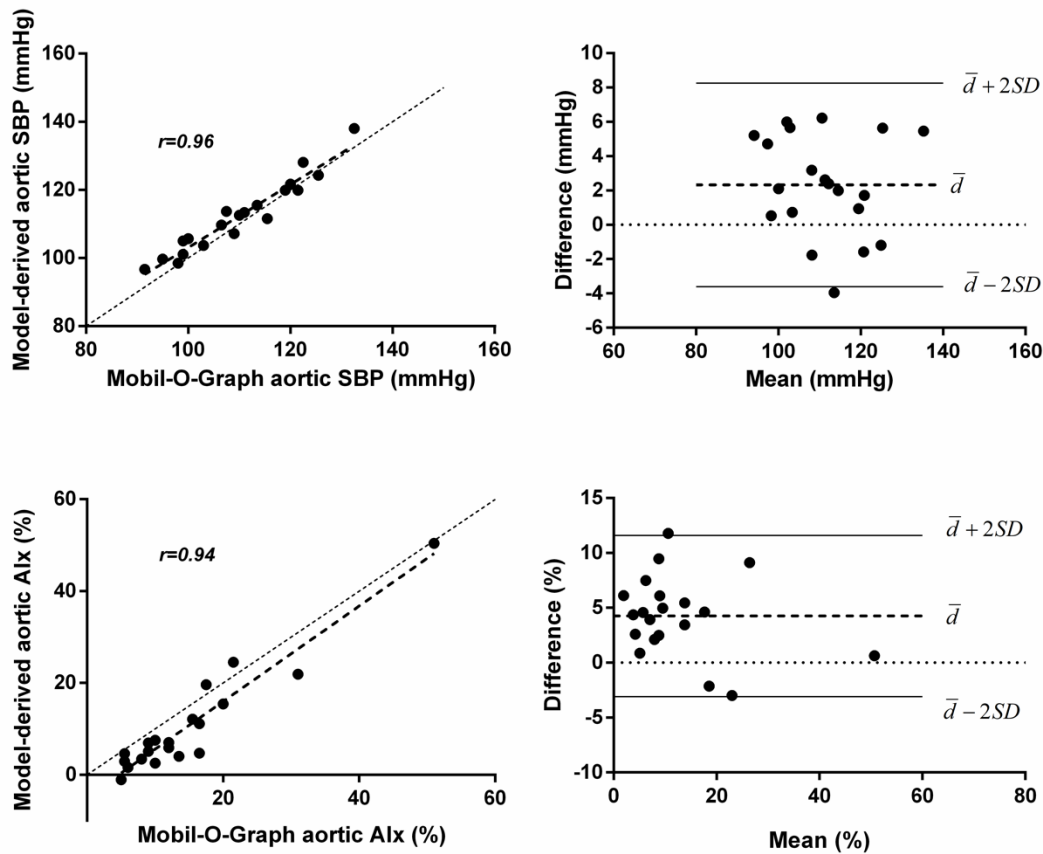 Model-derived aortic SBP (mmHg)
160
140
120
100
80
r=0.96
80 100 120 140 160
Mobil-O-Graph aortic SBP (mmHg)
Difference (mmHg)
10
8
6
4
2
0
-2
-4
-6
d̅ + 2SD
d̅
d̅ − 2SD
60 80 100 120 140 160
Mean (mmHg)
Model-derived aortic AIx (%)
60
40
20
0
r=0.94
20 40 60
Mobil-O-Graph aortic AIx (%)
Difference (%)
15
10
5
0
-5
-10
d̅ + 2SD
d̅
d̅ − 2SD
0 20 40 60 80
Mean (%)